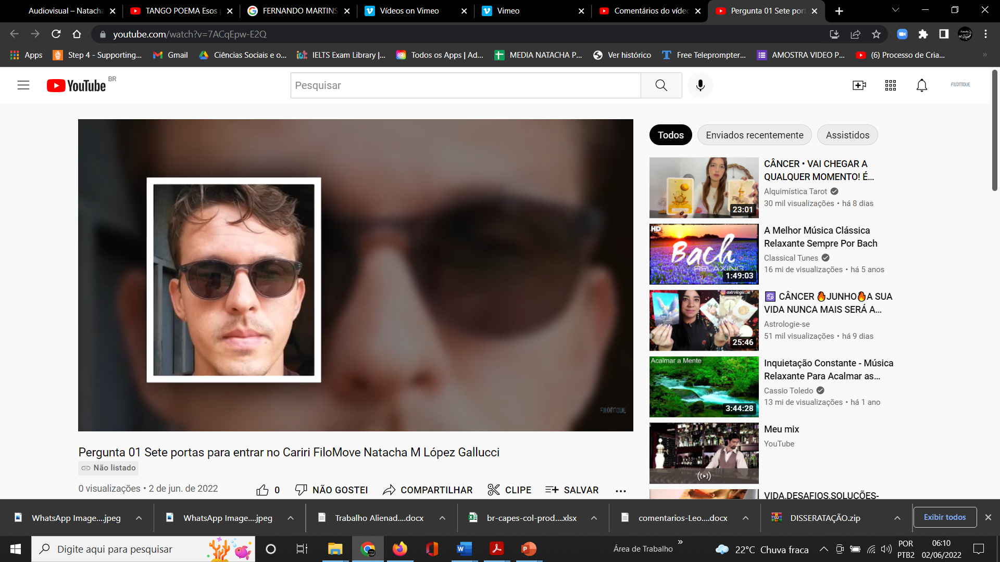 Audiovisual – Natacha
TANGO POEMA Esos
FERNANDO MARTINS
Vídeos on Vimeo
Vimeo
Comentários do vídeo
Pergunta 01 Sete port
youtube.com/watch?v=7ACqEpw-E2Q
Apps
Step 4 - Supporting...
Gmail
Ciências Sociais e o...
IELTS Exam Library |...
Todos os Apps | Ad...
MEDIA NATACHA P...
Ver histórico
Free Teleprompter...
AMOSTRA VIDEO P...
(6) Processo de Cria...
YouTube BR
Pesquisar
FILOMOVE
FILOMOVE
Todos
Enviados recentemente
Assistidos
23:01
CÂNCER • VAI CHEGAR A
QUALQUER MOMENTO! É...
Alquimística Tarot
30 mil visualizações • há 8 dias
HD
Bach
RELAXING
1:49:03
A Melhor Música Clássica
Relaxante Sempre Por Bach
Classical Tunes
16 mi de visualizações • há 5 anos
astrologie_se
25:46
♋ CÂNCER 🔥JUNHO🔥A SUA
VIDA NUNCA MAIS SERÁ A...
Astrologie-se
51 mil visualizações • há 9 dias
Acalmar a Mente
3:44:28
Inquietação Constante - Música
Relaxante Para Acalmar as...
Cassio Toledo
13 mi de visualizações • há 1 ano
Meu mix
YouTube
VIDA,DESAFIOS,SOLUÇÕES-
Pergunta 01 Sete portas para entrar no Cariri FiloMove Natacha M López Gallucci
Não listado
0 visualizações • 2 de jun. de 2022
0
NÃO GOSTEI
COMPARTILHAR
CLIPE
SALVAR
WhatsApp Image....jpeg
WhatsApp Image....jpeg
Trabalho Alienad....docx
br-capes-col-prod....xlsx
comentarios-Leo....docx
DISSERATAÇÃO.zip
Exibir todos
Digite aqui para pesquisar
Área de Trabalho
22°C Chuva fraca
POR
PTB2
06:10
02/06/2022